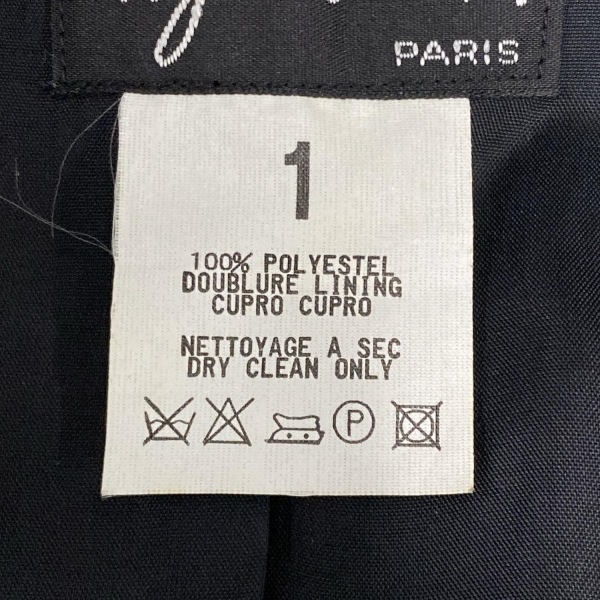 PARIS
1
100% POLYESTEL
DOUBLURE LINING
CUPRO CUPRO
NETTOYAGE A SEC
DRY CLEAN ONLY
P